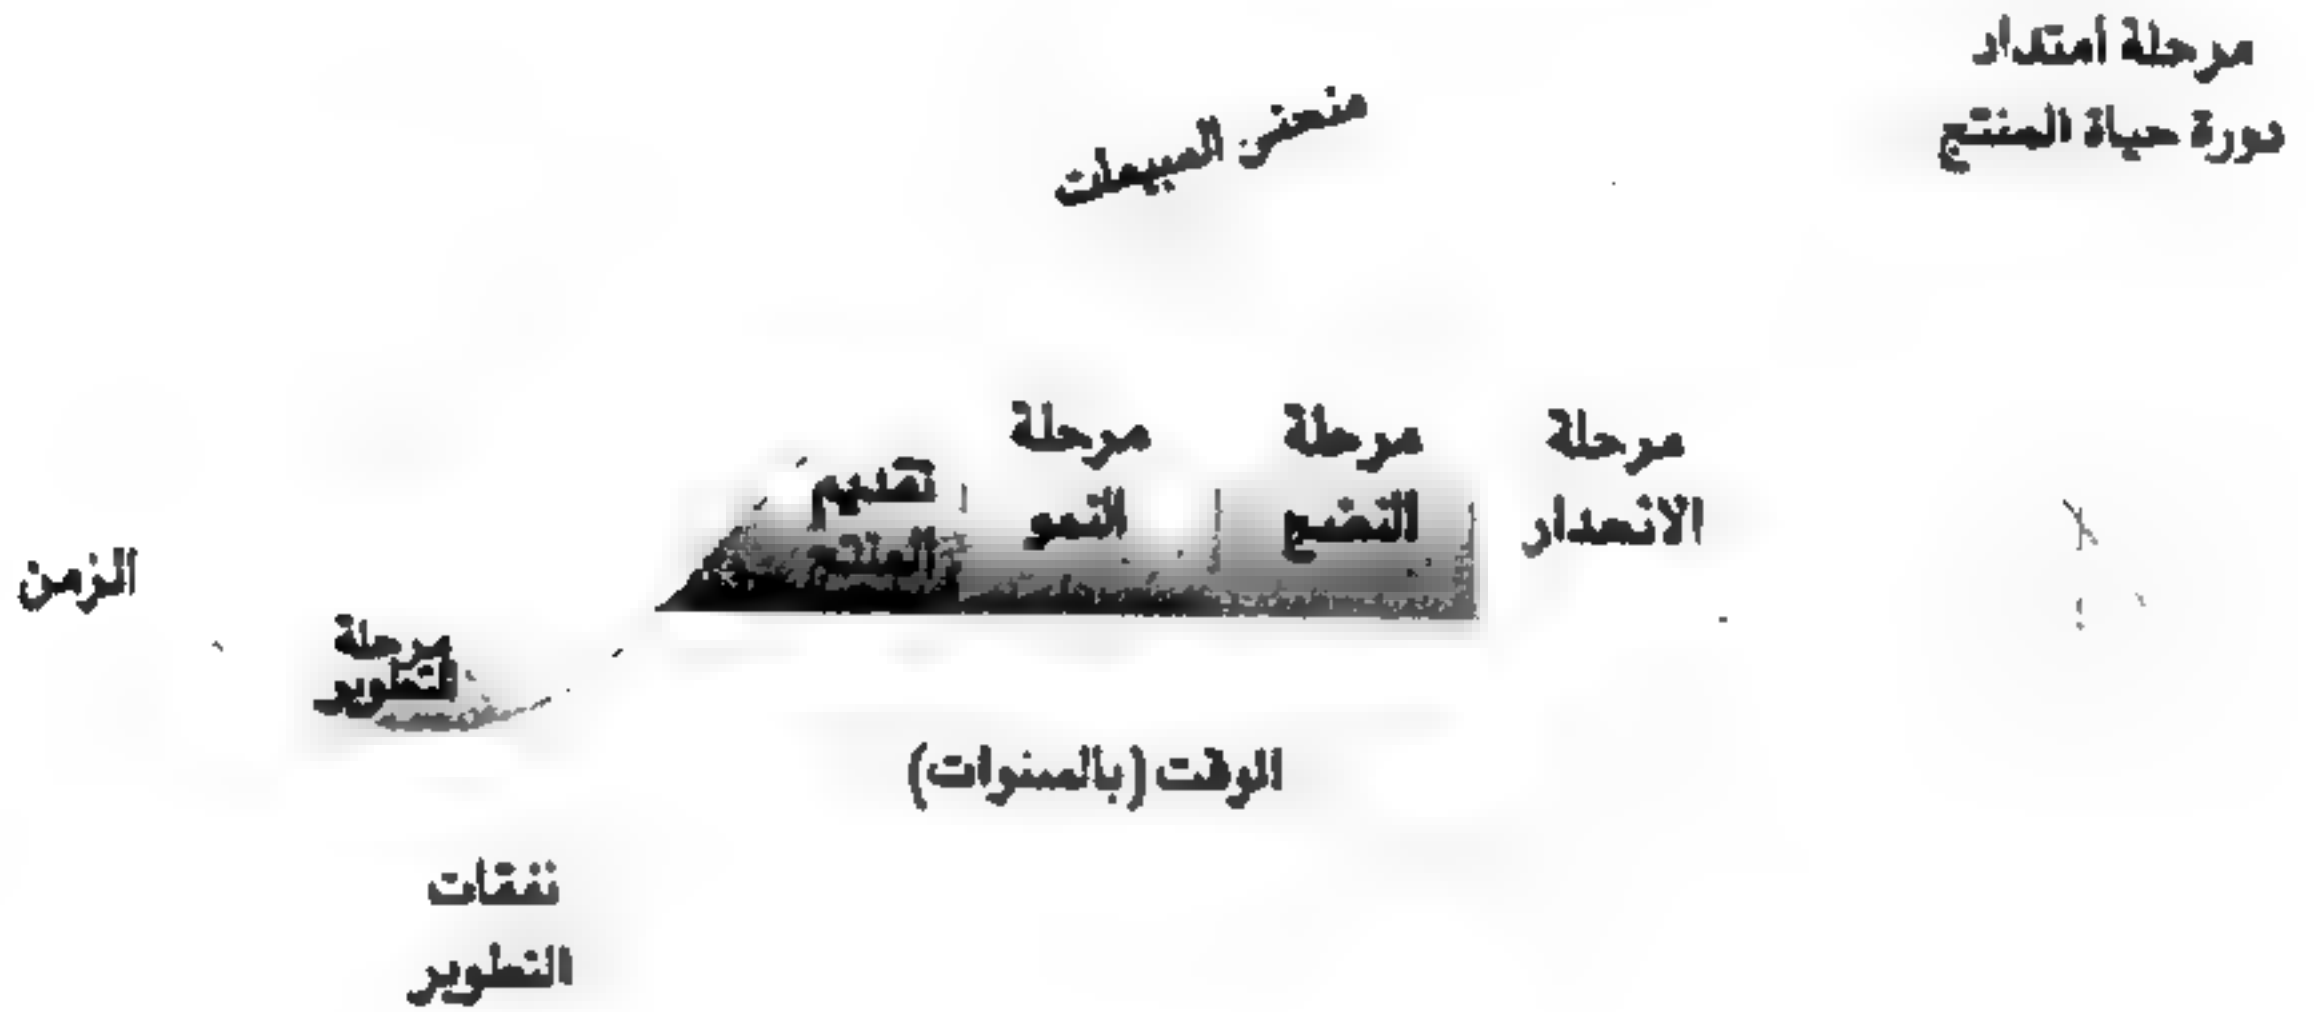 مرحلة امتداد
دورة حياة المنتج
منحنى المبيعات
مرحلة
الانحدار
مرحلة
النضج
مرحلة
النمو
تقديم
المنتج
الزمن
مرحلة
التطوير
الوقت (بالسنوات)
نفقات
التطوير